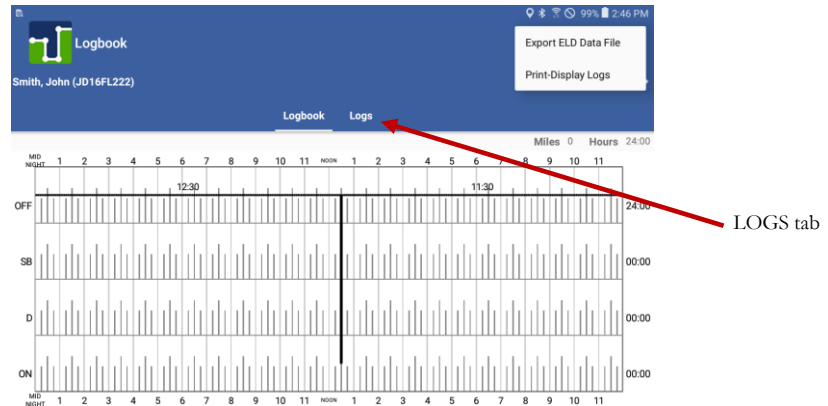 99% 2:46 PM
Logbook
Export ELD Data File
Smith, John (JD16FL222)
Print-Display Logs
Logbook Logs
Miles 0 Hours 24:00
MID NIGHT 1 2 3 4 5 6 7 8 9 10 11 NOON 1 2 3 4 5 6 7 8 9 10 11
12:30 11:30
OFF 24:00
LOGS tab
SB 00:00
D 00:00
ON 00:00
MID NIGHT 1 2 3 4 5 6 7 8 9 10 11 NOON 1 2 3 4 5 6 7 8 9 10 11